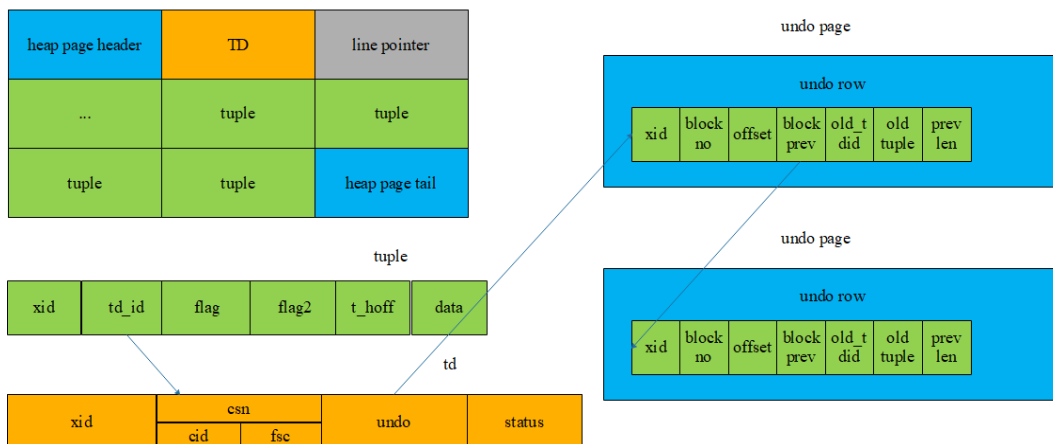 heap page header
TD
line pointer
...
tuple
tuple
tuple
tuple
heap page tail
tuple
xid
td_id
flag
flag2
t_hoff
data
td
xid
csn
cid
fsc
undo
status
undo page
undo row
xid
block
no
offset
block
prev
old_t
did
old
tuple
prev
len
undo page
undo row
xid
block
no
offset
block
prev
old_t
did
old
tuple
prev
len